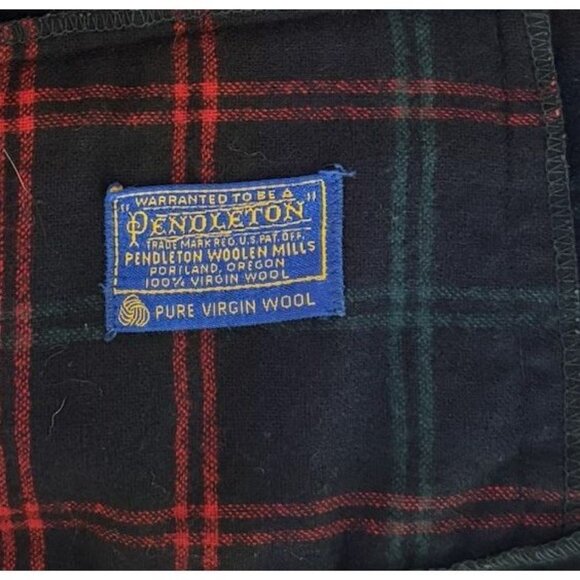 WARRANTED TO BE A
"PENDLETON"
TRADE MARK REG. U.S. PAT. OFF.
PENDLETON WOOLEN MILLS
PORTLAND, OREGON
100% VIRGIN WOOL
PURE VIRGIN WOOL